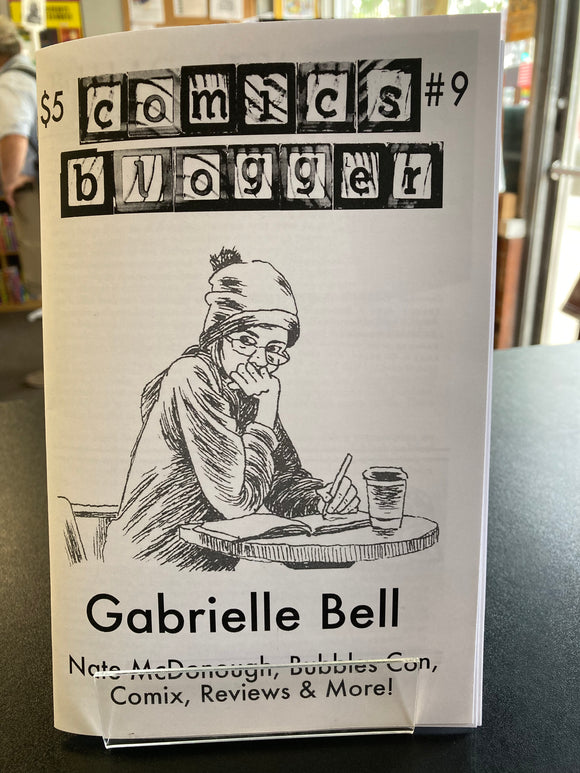 $5 comics #9
blogger
Gabrielle Bell
Nate McDonough, Bubbles Con,
Comix, Reviews & More!